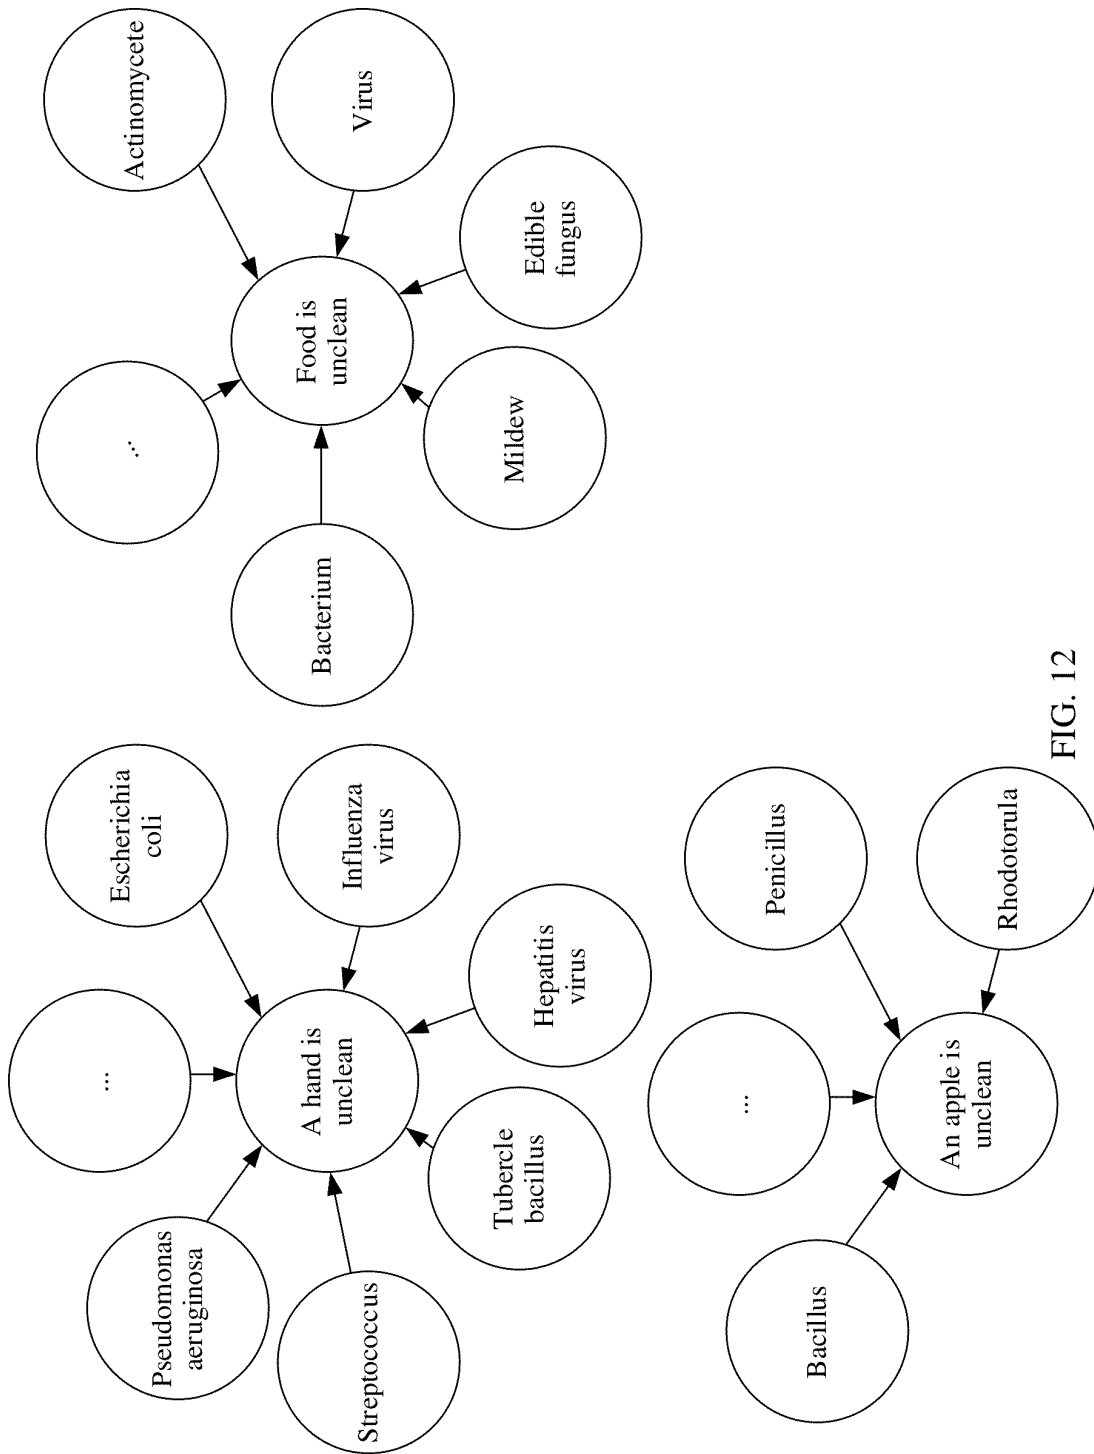 Pseudomonas
aeruginosa
...
Escherichia
coli
Streptococcus
A hand is
unclean
Influenza
virus
Tubercle
bacillus
Hepatitis
virus
...
Actinomycete
Bacterium
Food is
unclean
Virus
Mildew
Edible
fungus
Bacillus
...
Penicillus
An apple is
unclean
Rhodotorula
FIG. 12